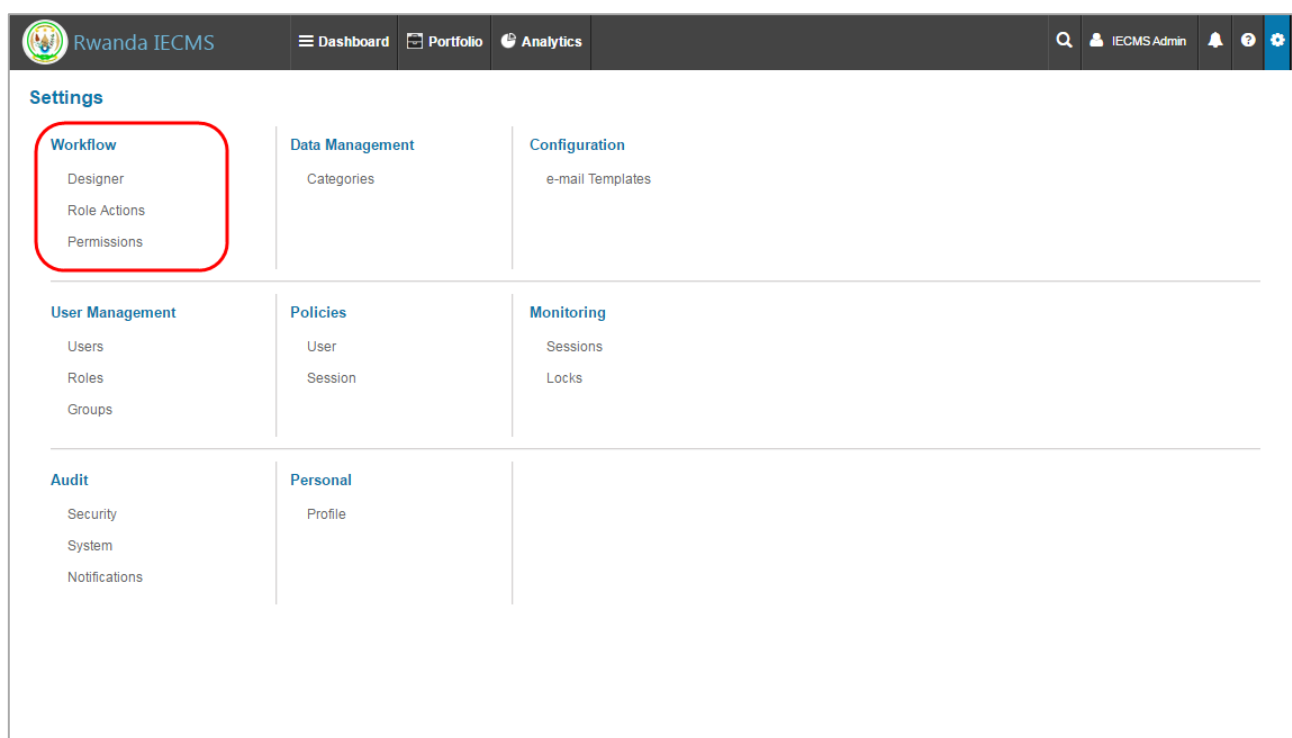 Rwanda IECMS
Dashboard Portfolio Analytics
IECMS Admin
Settings
Workflow
Designer
Role Actions
Permissions
Data Management
Categories
Configuration
e-mail Templates
User Management
Users
Roles
Groups
Policies
User
Session
Monitoring
Sessions
Locks
Audit
Security
System
Notifications
Personal
Profile